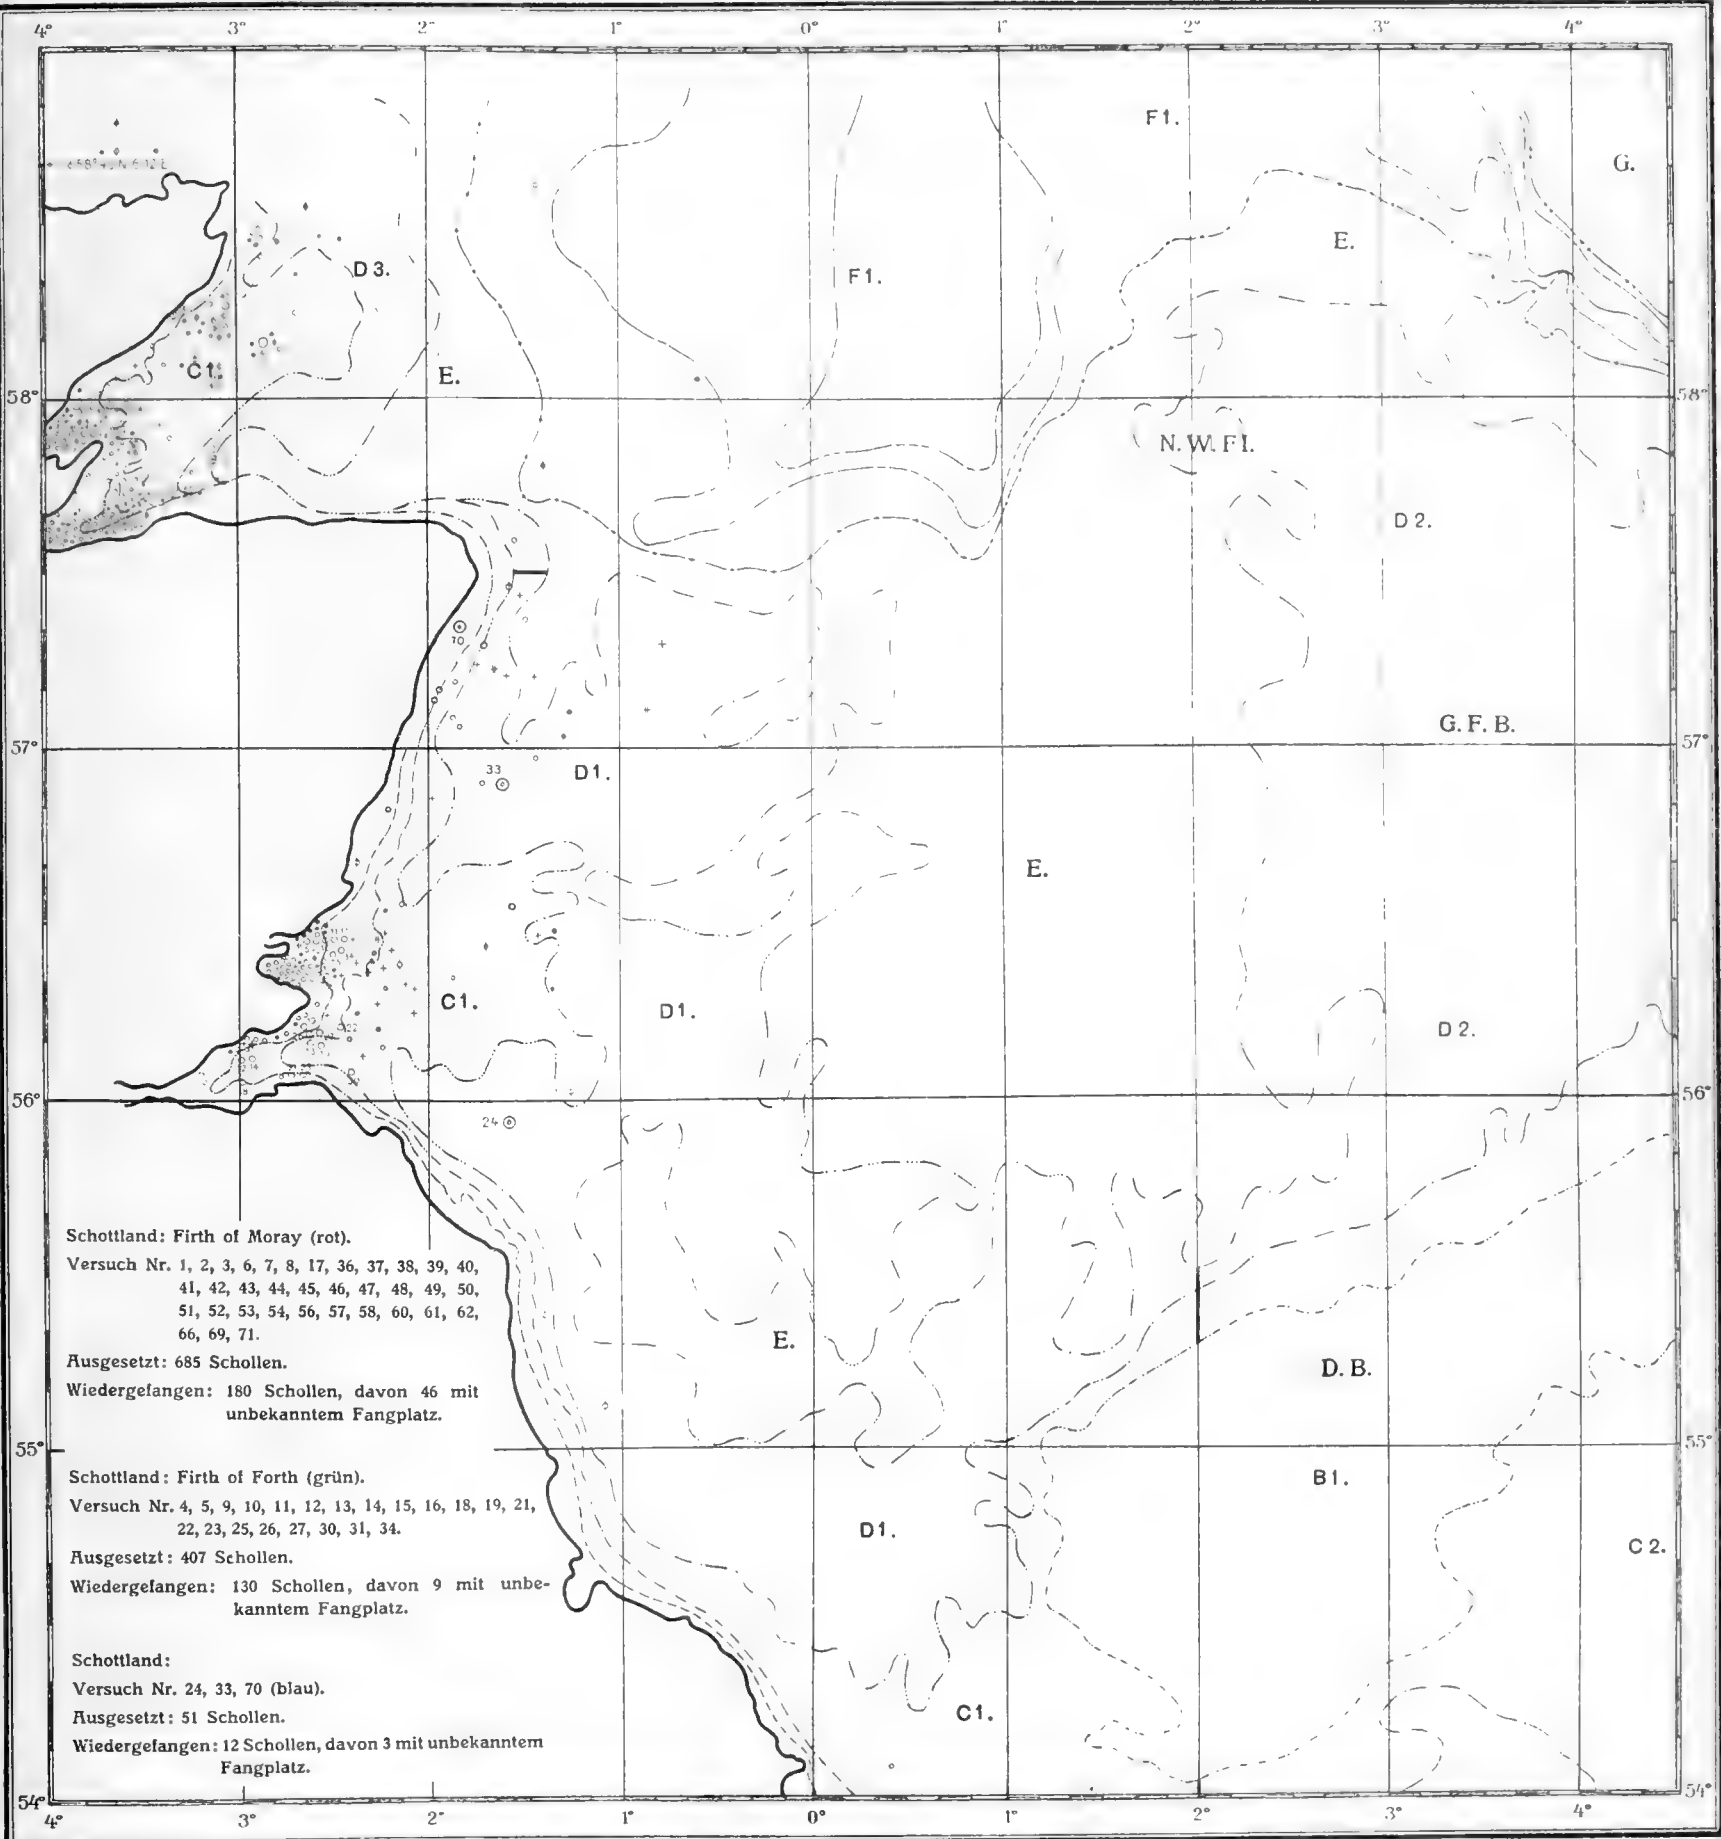 4° 3° 2° 1° 0° 1° 2° 3° 4°
F1.
G.
E.
D 3.
F1.
C1.
E.
58° 58°
N. W. FI.
D 2.
70
G. F. B.
57° 57°
33
D1.
E.
C1.
D1.
D 2.
56° 56°
24
Schottland: Firth of Moray (rot).
Versuch Nr. 1, 2, 3, 6, 7, 8, 17, 36, 37, 38, 39, 40,
41, 42, 43, 44, 45, 46, 47, 48, 49, 50,
51, 52, 53, 54, 56, 57, 58, 60, 61, 62,
66, 69, 71.
Ausgesetzt: 685 Schollen.
Wiedergefangen: 180 Schollen, davon 46 mit
unbekanntem Fangplatz.
E.
D. B.
55° 55°
Schottland: Firth of Forth (grün).
Versuch Nr. 4, 5, 9, 10, 11, 12, 13, 14, 15, 16, 18, 19, 21,
22, 23, 25, 26, 27, 30, 31, 34.
Ausgesetzt: 407 Schollen.
Wiedergefangen: 130 Schollen, davon 9 mit unbe-
kanntem Fangplatz.
B1.
D1.
C 2.
Schottland:
Versuch Nr. 24, 33, 70 (blau).
Ausgesetzt: 51 Schollen.
Wiedergefangen: 12 Schollen, davon 3 mit unbekanntem
Fangplatz.
C1.
54° 54°
4° 3° 2° 1° 0° 1° 2° 3° 4°